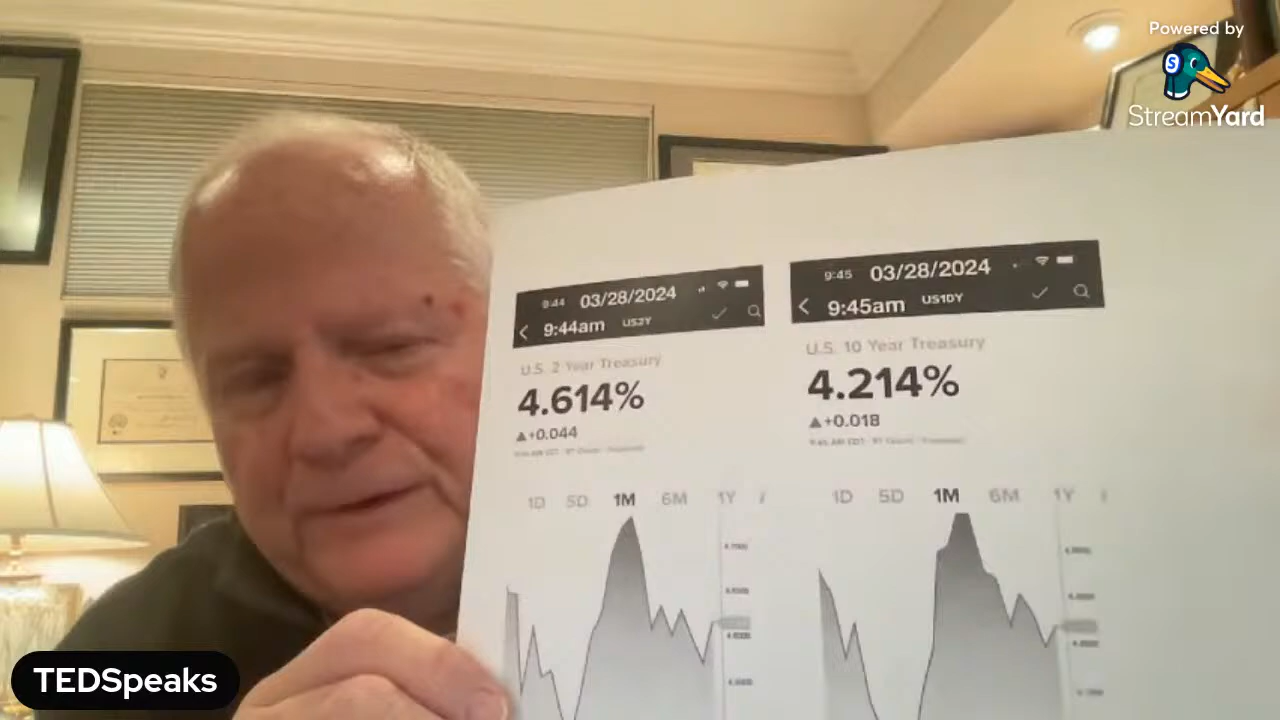 Powered by
StreamYard
9:44 03/28/2024
9:44am US2Y
U.S. 2 Year Treasury
4.614%
▲+0.044
1D 5D 1M 6M 1Y
9:45 03/28/2024
9:45am US10Y
U.S. 10 Year Treasury
4.214%
▲+0.018
1D 5D 1M 6M 1Y
TEDSpeaks